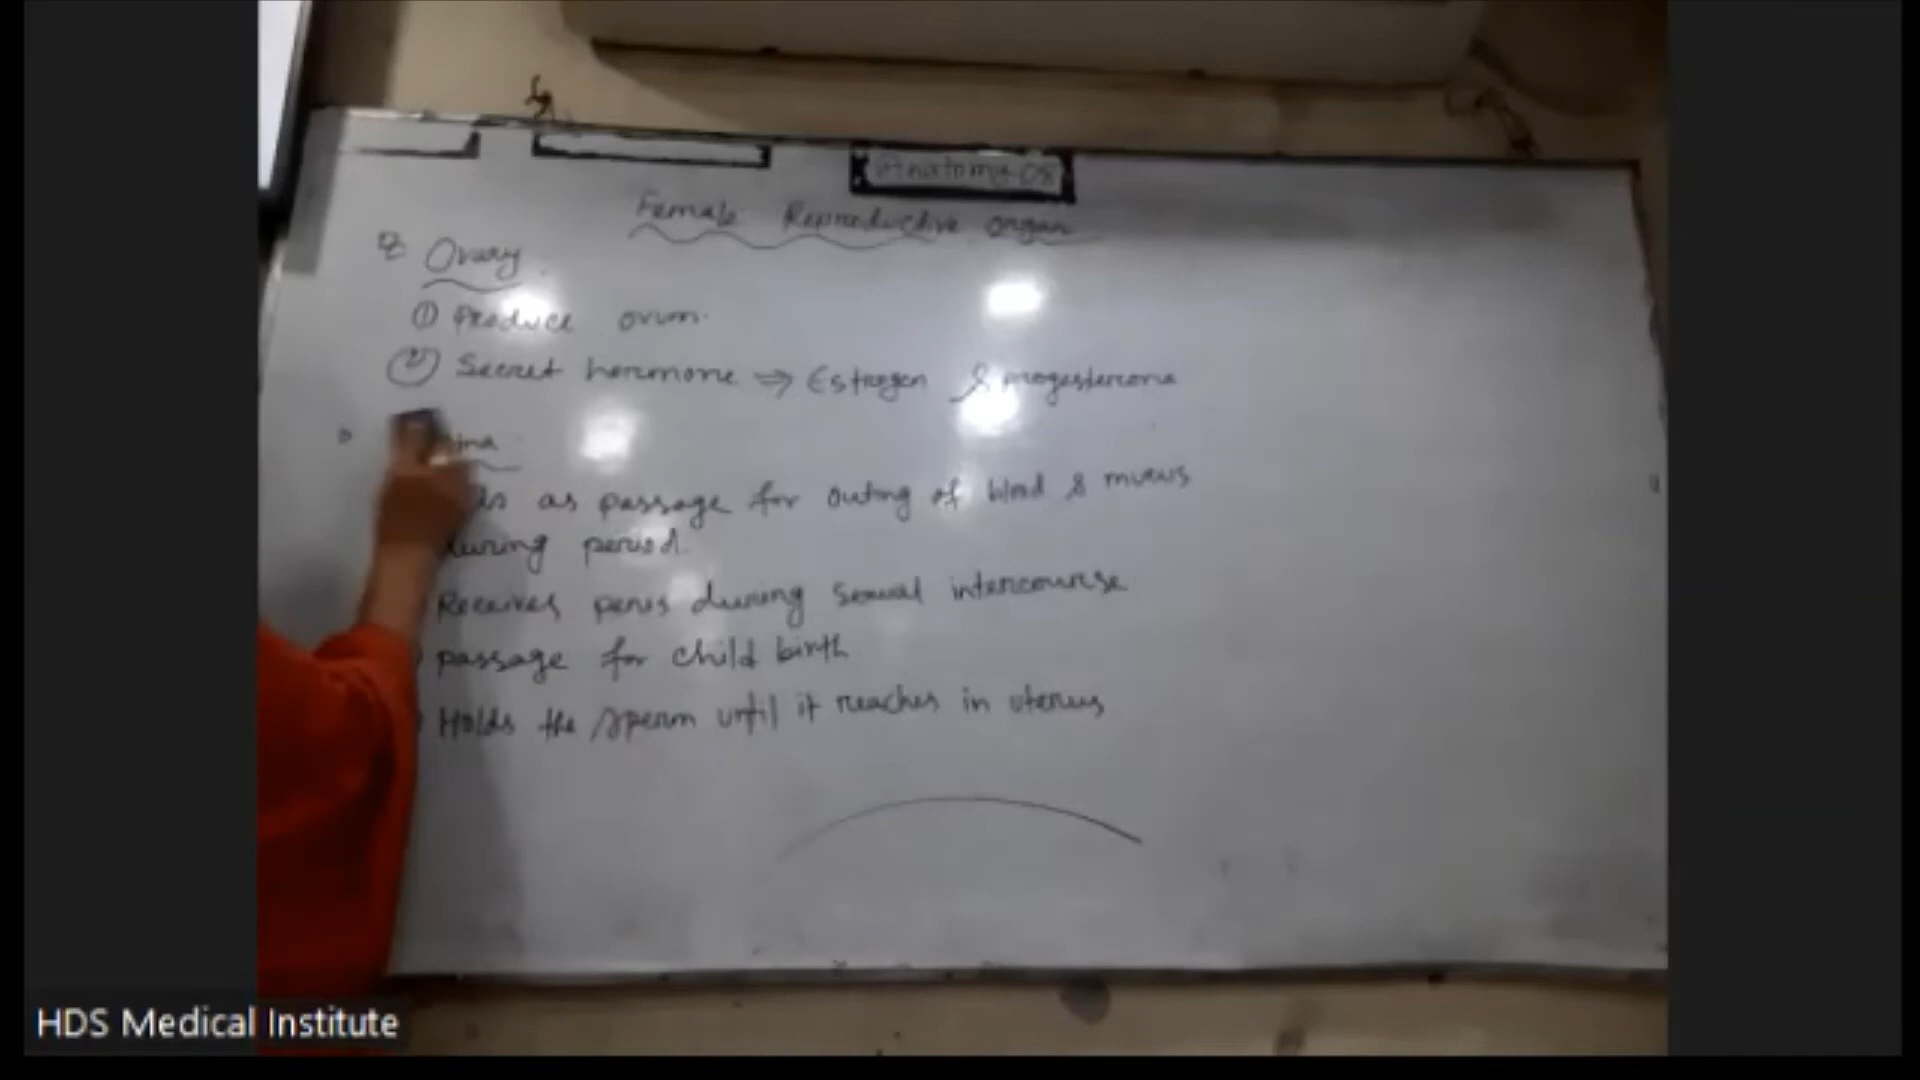 Anatomy-08
Female Reproductive organ
Ovary
① Produce ovum.
② Secret hormone ⇒ Estrogen & progesterone
as passage for outing of blood & mucus
during period.
Receives penis during sexual intercourse
passage for child birth
Holds the sperm until it reaches in uterus
HDS Medical Institute